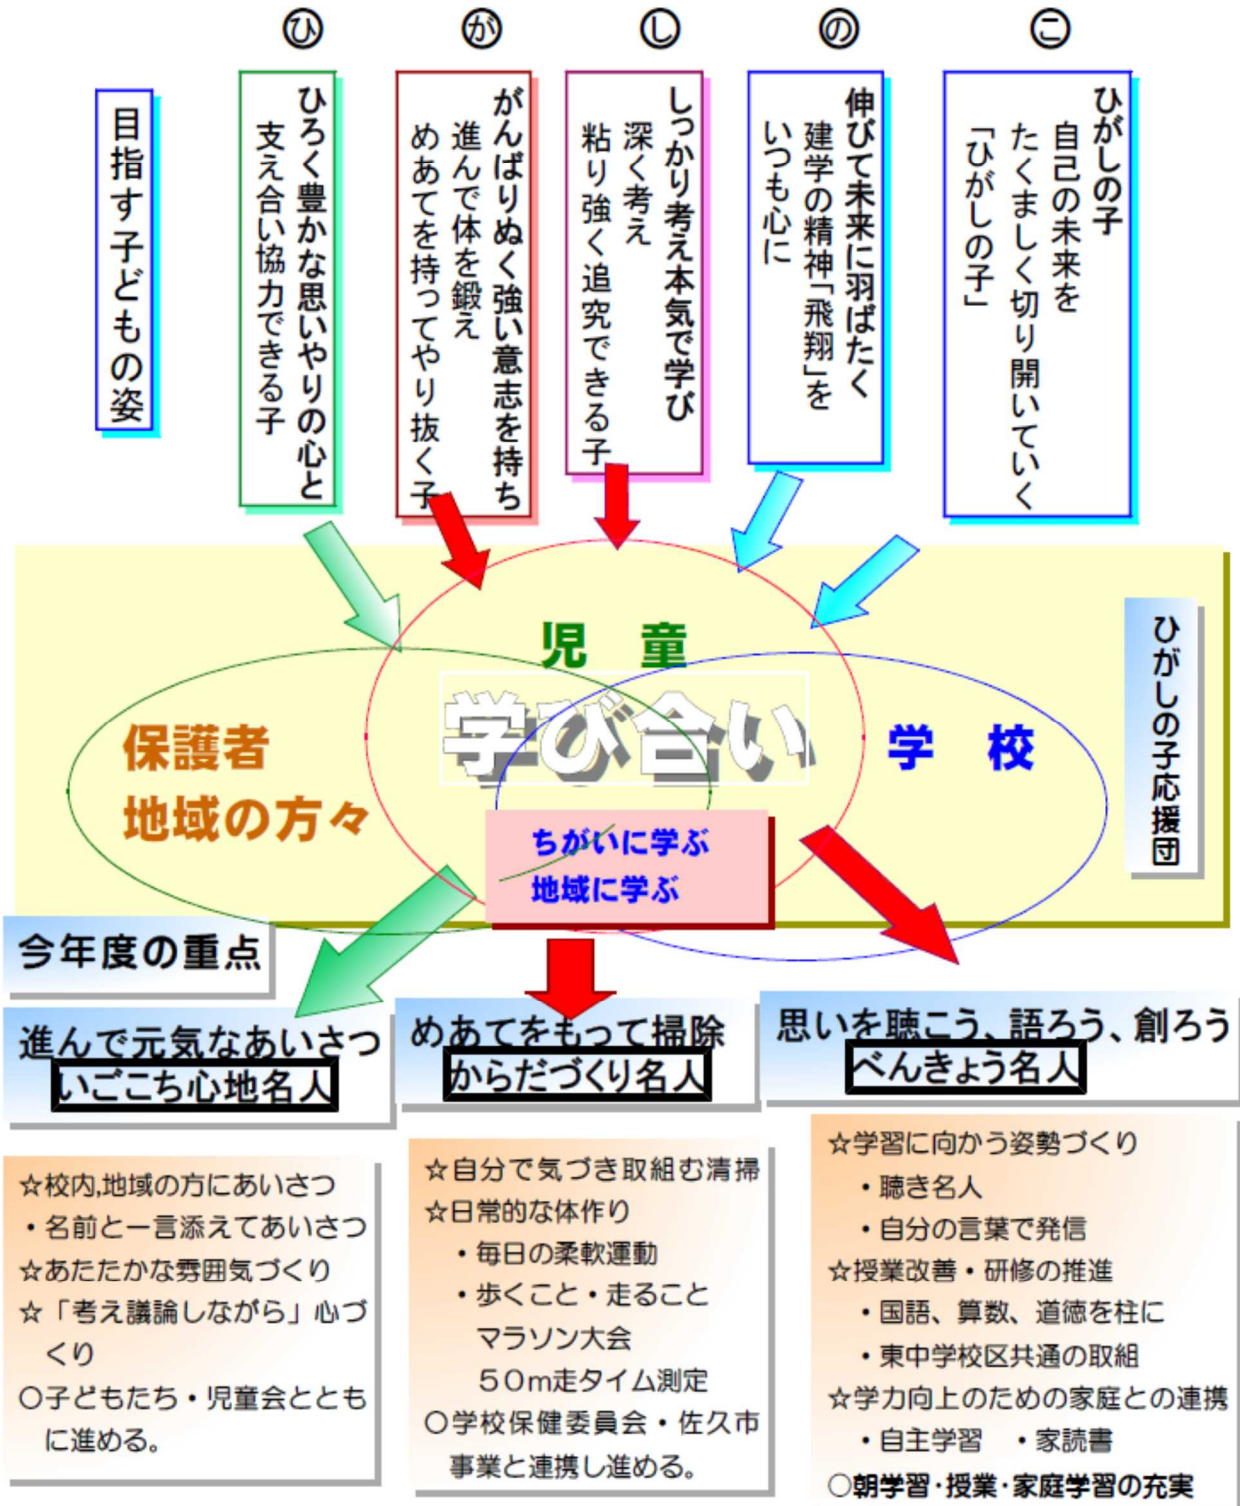 ひ
が
し
の
こ
目指す子どもの姿
ひろく豊かな思いやりの心と
支え合い協力できる子
がんばりぬく強い意志を持ち
進んで体を鍛え
めあてを持ってやり抜く子
しっかり考え本気で学び
深く考え
粘り強く追究できる子
伸びて未来に羽ばたく
建学の精神「飛翔」を
いつも心に
ひがしの子
自己の未来を
たくましく切り開いていく
「ひがしの子」
児 童
学び合い
保護者
地域の方々
学 校
ひがしの子応援団
ちがいに学ぶ
地域に学ぶ
今年度の重点
進んで元気なあいさつ
いごこち心地名人
めあてをもって掃除
からだづくり名人
思いを聴こう、語ろう、創ろう
べんきょう名人
☆校内,地域の方にあいさつ
・名前と一言添えてあいさつ
☆あたたかな雰囲気づくり
☆「考え議論しながら」心づ
くり
○子どもたち・児童会ととも
に進める。
☆自分で気づき取組む清掃
☆日常的な体作り
・毎日の柔軟運動
・歩くこと・走ること
マラソン大会
50m走タイム測定
○学校保健委員会・佐久市
事業と連携し進める。
☆学習に向かう姿勢づくり
・聴き名人
・自分の言葉で発信
☆授業改善・研修の推進
・国語、算数、道徳を柱に
・東中学校区共通の取組
☆学力向上のための家庭との連携
・自主学習 ・家読書
○朝学習・授業・家庭学習の充実